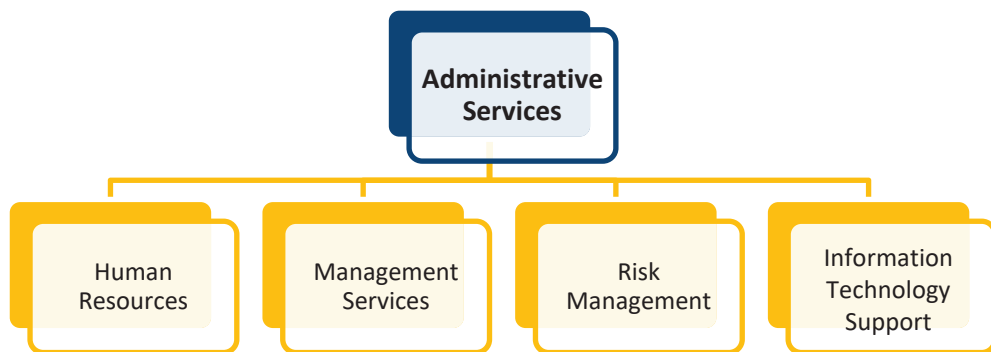 Administrative
Services
Human
Resources
Management
Services
Risk
Management
Information
Technology
Support